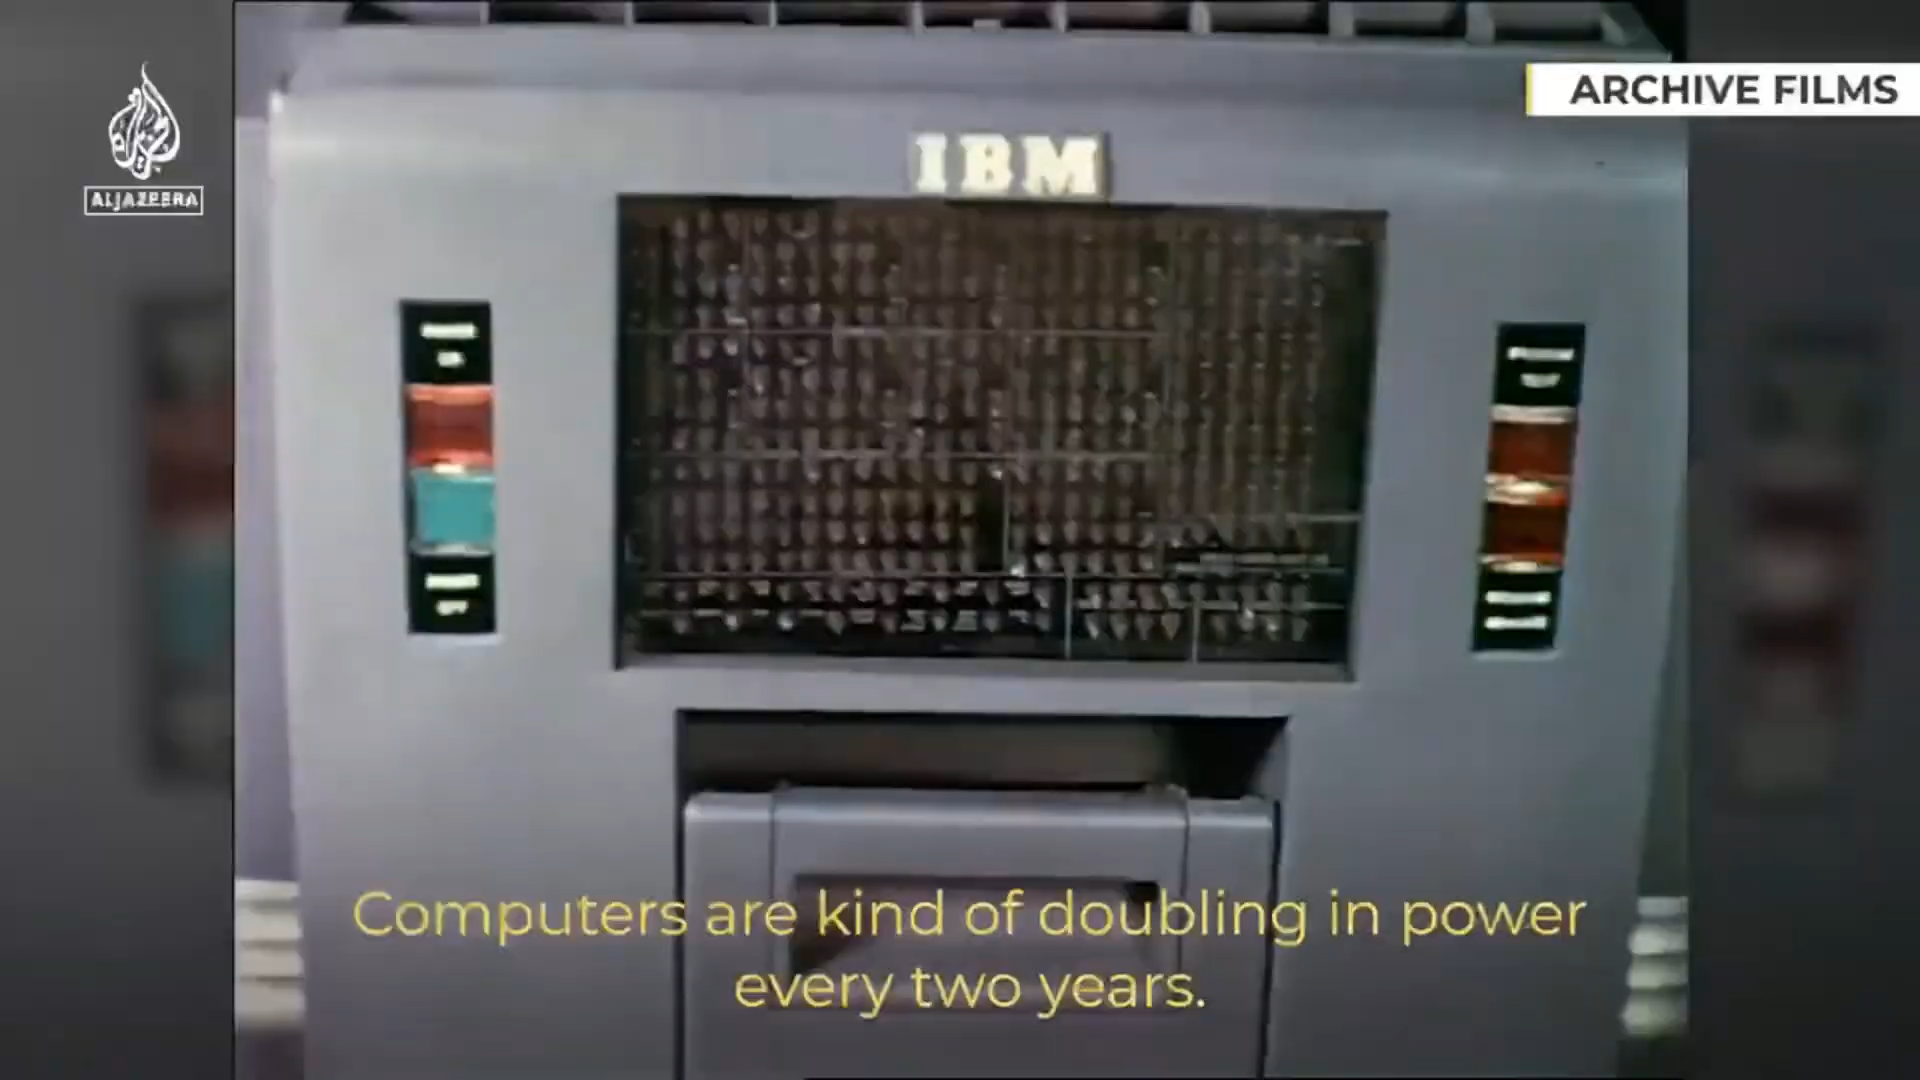 ALJAZEERA
ARCHIVE FILMS
IBM
Computers are kind of doubling in power
every two years.